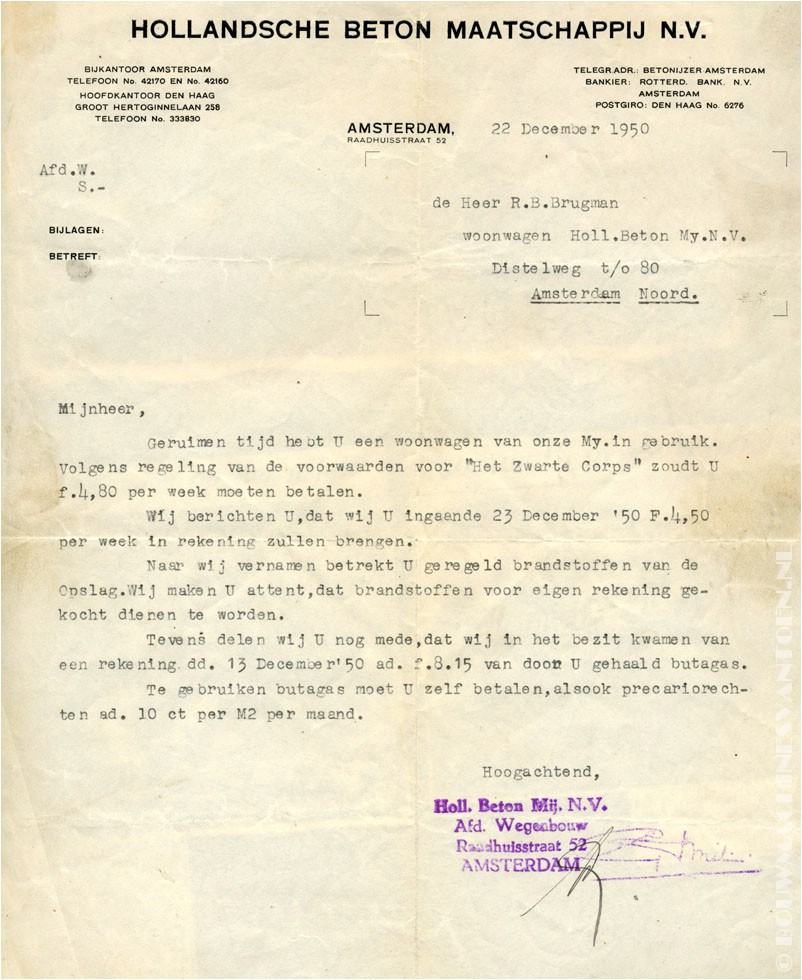 HOLLANDSCHE BETON MAATSCHAPPIJ N.V.
BIJKANTOOR AMSTERDAM
TELEFOON No. 42170 EN No. 42160
HOOFDKANTOOR DEN HAAG
GROOT HERTOGINNELAAN 258
TELEFOON No. 333830
TELEGR.ADR.: BETONIJZER AMSTERDAM
BANKIER: ROTTERD. BANK. N.V.
AMSTERDAM
POSTGIRO: DEN HAAG No. 6276
AMSTERDAM, 22 December 1950
RAADHUISSTRAAT 52
Afd.W.
S.-
BIJLAGEN:
BETREFT:
de Heer R.B.Brugman
woonwagen Holl.Beton My.N.V.
Distelweg t/o 80
Amsterdam Noord.
Mijnheer,
Geruimen tijd hebt U een woonwagen van onze My.in gebruik.
Volgens regeling van de voorwaarden voor "Het Zwarte Corps" zoudt U
f.4,80 per week moeten betalen.
Wij berichten U,dat wij U ingaande 23 December '50 F.4,50
per week in rekening zullen brengen.
Naar wij vernamen betrekt U geregeld brandstoffen van de
Opslag.Wij maken U attent,dat brandstoffen voor eigen rekening ge-
kocht dienen te worden.
Tevens delen wij U nog mede,dat wij in het bezit kwamen van
een rekening dd. 13 December'50 ad. f.8.15 van door U gehaald butagas.
Te gebruiken butagas moet U zelf betalen,alsook precariorech-
ten ad. 10 ct per M2 per maand.
Hoogachtend,
Holl. Beton Mij. N.V.
Afd. Wegenbouw
Raadhuisstraat 52
AMSTERDAM
© BOUWMACHINESVANTOEN.NL